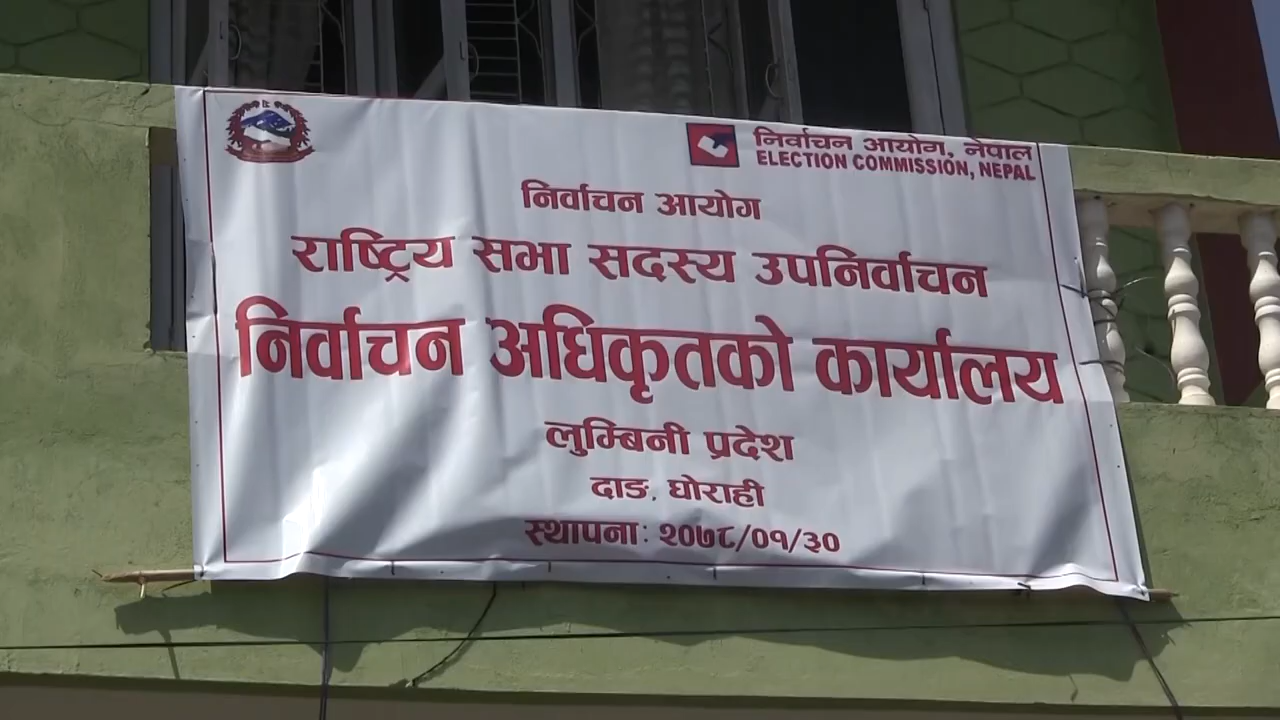 निर्वाचन आयोग, नेपाल
ELECTION COMMISSION, NEPAL
निर्वाचन आयोग
राष्ट्रिय सभा सदस्य उपनिर्वाचन
निर्वाचन अधिकृतको कार्यालय
लुम्बिनी प्रदेश
दाङ, घोराही
स्थापना: २०७८/०१/३०